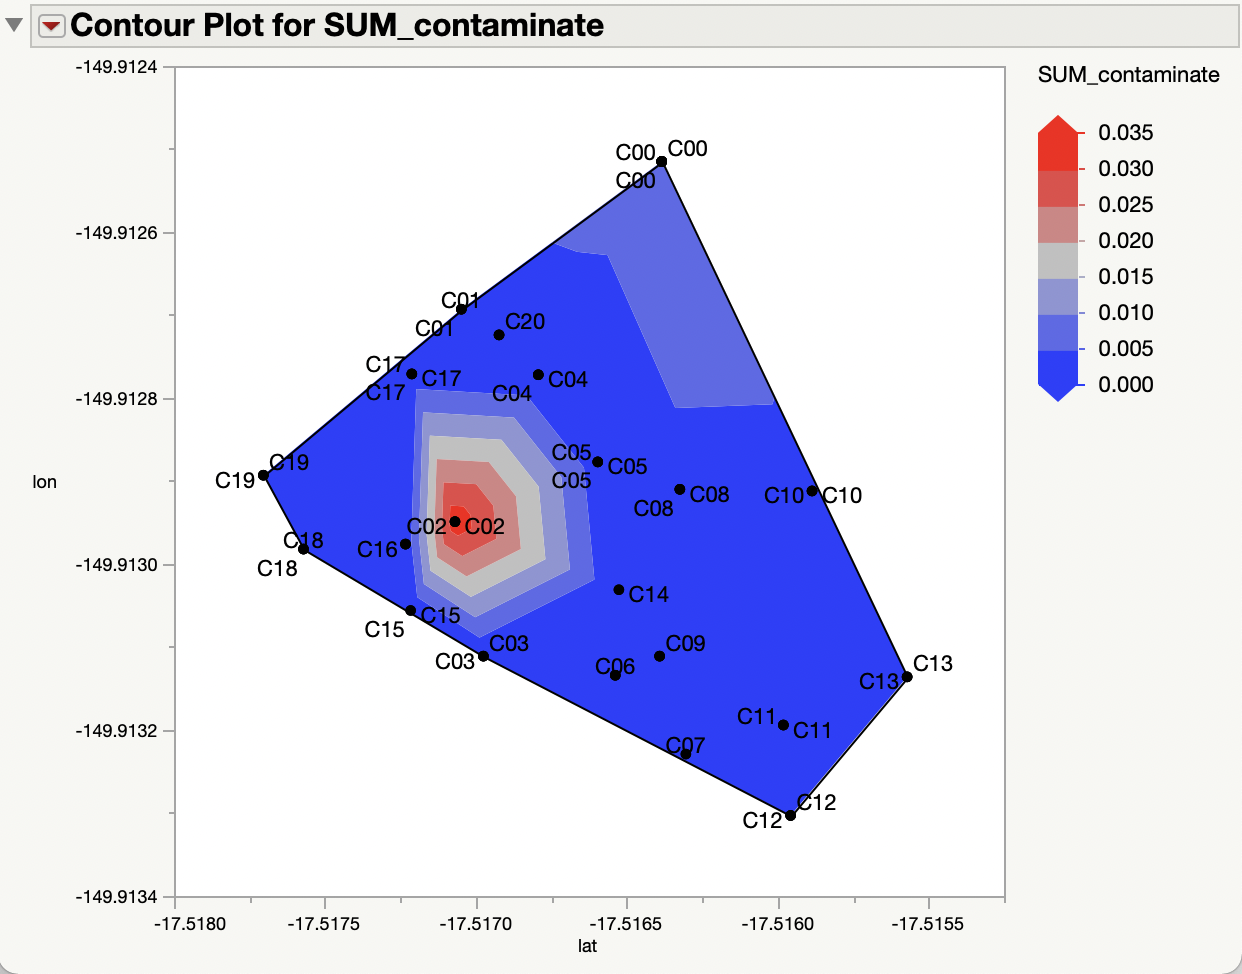 Contour Plot for SUM_contaminate
SUM_contaminate
0.035
0.030
0.025
0.020
0.015
0.010
0.005
0.000
-149.9124
-149.9126
-149.9128
lon
-149.9130
-149.9132
-149.9134
C00 C00
C00
C01
C01
C20
C17
C17
C17
C04
C04
C19
C19
C05
C05
C05
C08
C08
C10 C10
C02 C02
C16
C18
C18
C14
C15
C15
C03
C03
C09
C06
C13
C13
C11
C11
C07
C12
C12
-17.5180 -17.5175 -17.5170 -17.5165 -17.5160 -17.5155
lat